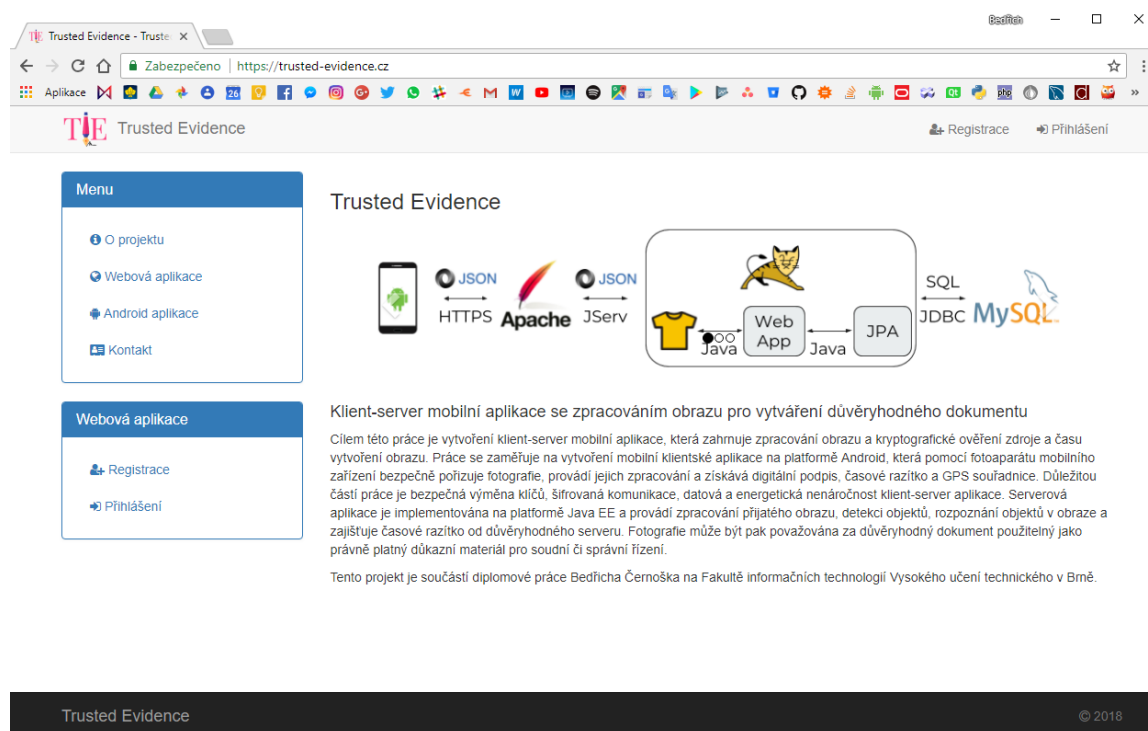 Bedřich
Trusted Evidence - Truste
Zabezpečeno | https://trusted-evidence.cz
Aplikace
TIE Trusted Evidence
Registrace
Přihlášení
Menu
O projektu
Webová aplikace
Android aplikace
Kontakt
Webová aplikace
Registrace
Přihlášení
Trusted Evidence
JSON
HTTPS
Apache
JSON
JServ
Java
Web
App
Java
JPA
SQL
JDBC
MySQL
Klient-server mobilní aplikace se zpracováním obrazu pro vytváření důvěryhodného dokumentu
Cílem této práce je vytvoření klient-server mobilní aplikace, která zahrnuje zpracování obrazu a kryptografické ověření zdroje a času
vytvoření obrazu. Práce se zaměřuje na vytvoření mobilní klientské aplikace na platformě Android, která pomocí fotoaparátu mobilního
zařízení bezpečně pořizuje fotografie, provádí jejich zpracování a získává digitální podpis, časové razítko a GPS souřadnice. Důležitou
částí práce je bezpečná výměna klíčů, šifrovaná komunikace, datová a energetická nenáročnost klient-server aplikace. Serverová
aplikace je implementována na platformě Java EE a provádí zpracování přijatého obrazu, detekci objektů, rozpoznání objektů v obraze a
zajišťuje časové razítko od důvěryhodného serveru. Fotografie může být pak považována za důvěryhodný dokument použitelný jako
právně platný důkazní materiál pro soudní či správní řízení.
Tento projekt je součástí diplomové práce Bedřicha Černoška na Fakultě informačních technologií Vysokého učení technického v Brně.
Trusted Evidence
© 2018